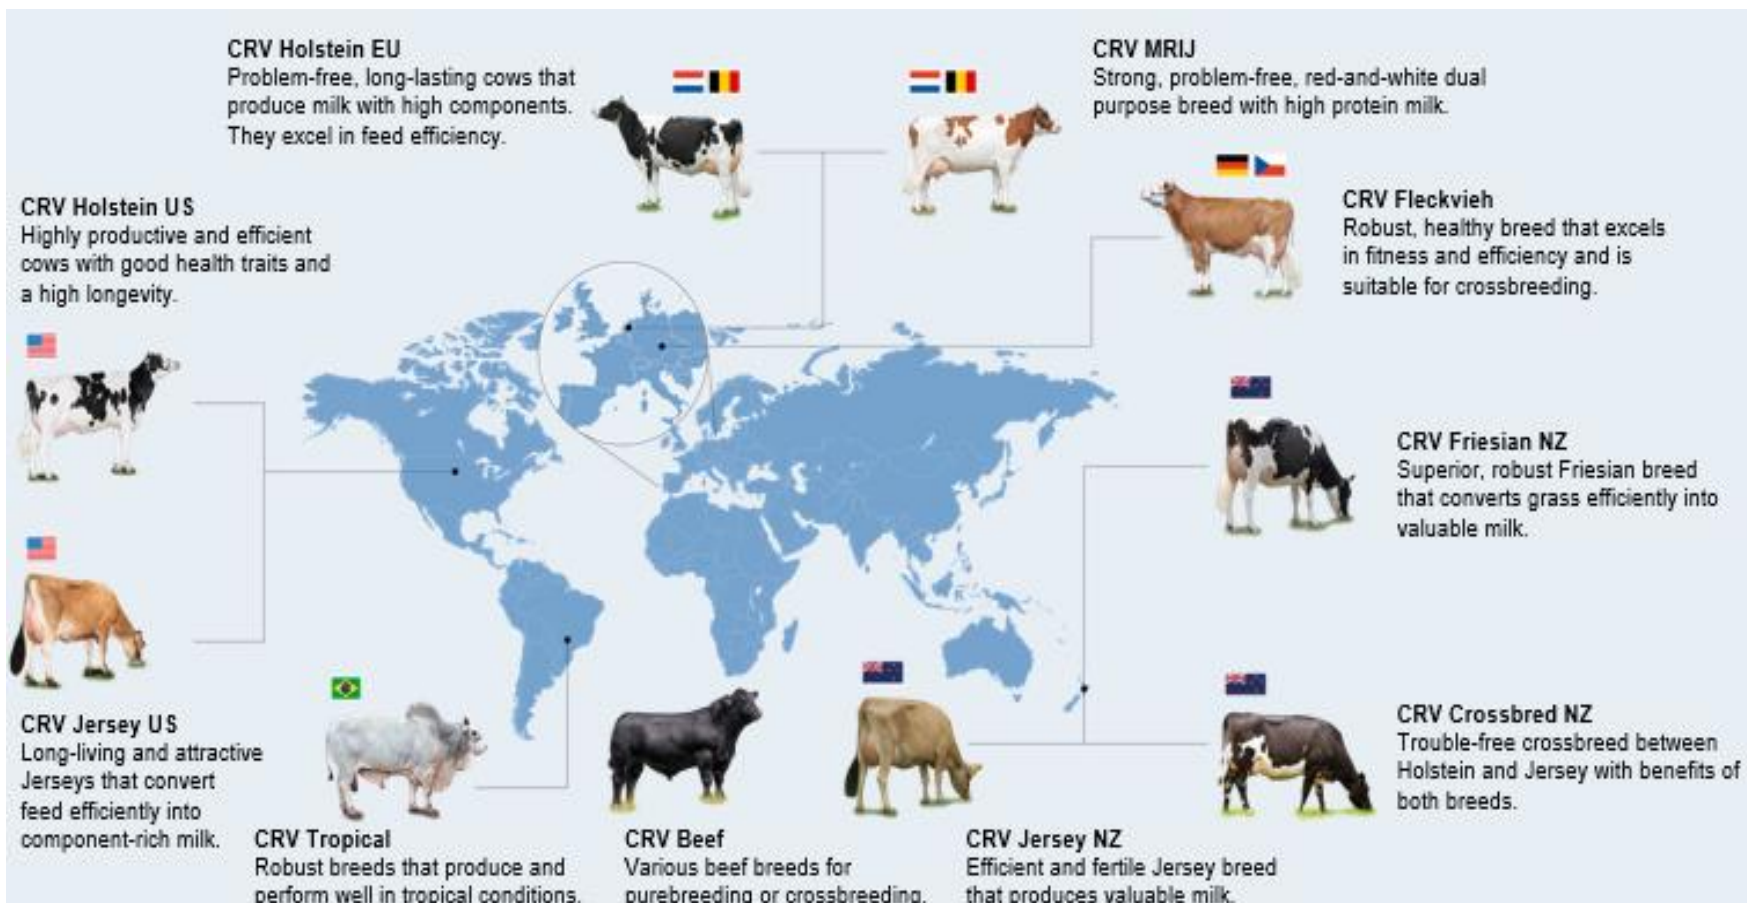 CRV Holstein EU
Problem-free, long-lasting cows that
produce milk with high components.
They excel in feed efficiency.
CRV MRIJ
Strong, problem-free, red-and-white dual
purpose breed with high protein milk.
CRV Fleckvieh
Robust, healthy breed that excels
in fitness and efficiency and is
suitable for crossbreeding.
CRV Holstein US
Highly productive and efficient
cows with good health traits and
a high longevity.
CRV Friesian NZ
Superior, robust Friesian breed
that converts grass efficiently into
valuable milk.
CRV Jersey US
Long-living and attractive
Jerseys that convert
feed efficiently into
component-rich milk.
CRV Tropical
Robust breeds that produce and
perform well in tropical conditions.
CRV Beef
Various beef breeds for
purebreeding or crossbreeding.
CRV Jersey NZ
Efficient and fertile Jersey breed
that produces valuable milk.
CRV Crossbred NZ
Trouble-free crossbreed between
Holstein and Jersey with benefits of
both breeds.